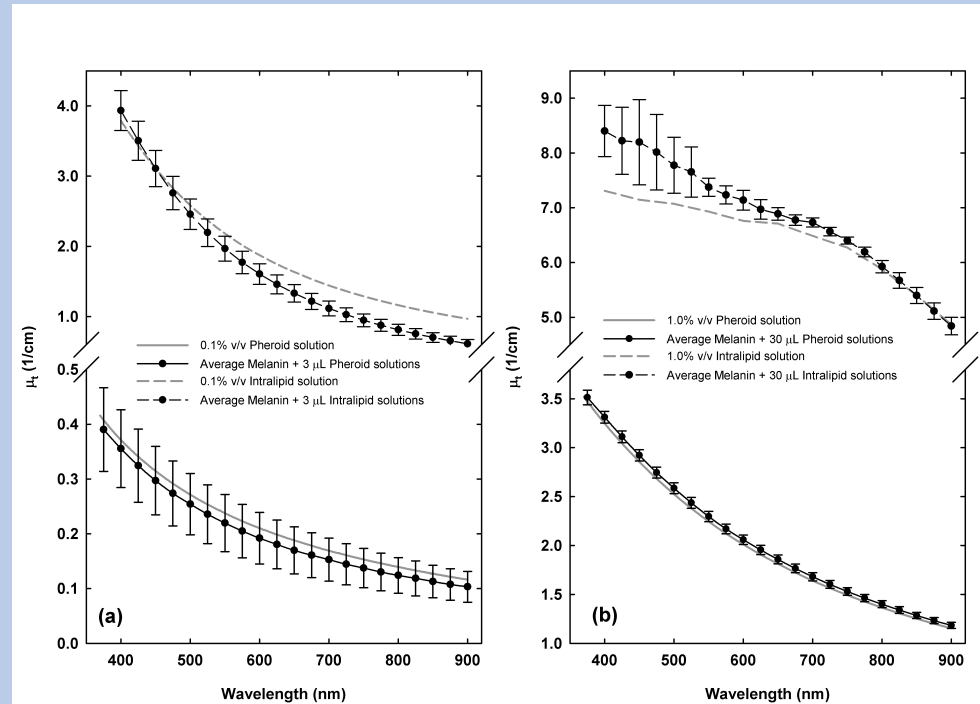 4.0
3.0
2.0
1.0
0.5
0.4
0.3
0.2
0.1
0.0
μt (1/cm)
0.1% v/v Pheroid solution
Average Melanin + 3 μL Pheroid solutions
0.1% v/v Intralipid solution
Average Melanin + 3 μL Intralipid solutions
(a)
400 500 600 700 800 900
Wavelength (nm)
9.0
8.0
7.0
6.0
5.0
3.5
3.0
2.5
2.0
1.5
1.0
μt (1/cm)
1.0% v/v Pheroid solution
Average Melanin + 30 μL Pheroid solutions
1.0% v/v Intralipid solution
Average Melanin + 30 μL Intralipid solutions
(b)
400 500 600 700 800 900
Wavelength (nm)